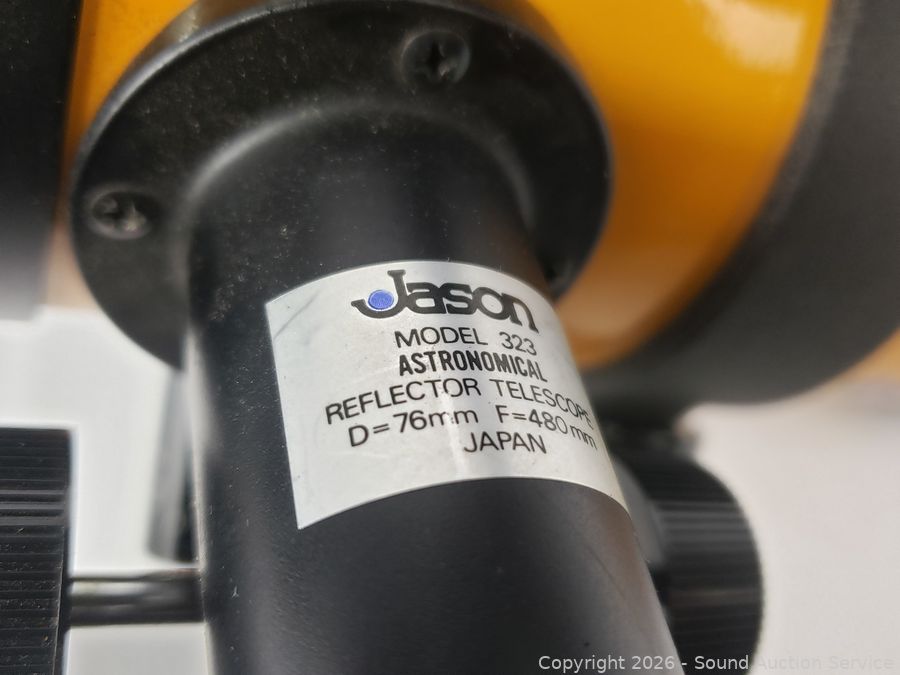 Jason
MODEL 323
ASTRONOMICAL
REFLECTOR TELESCOPE
D=76mm F=480mm
JAPAN
Copyright 2026 - Sound Auction Service